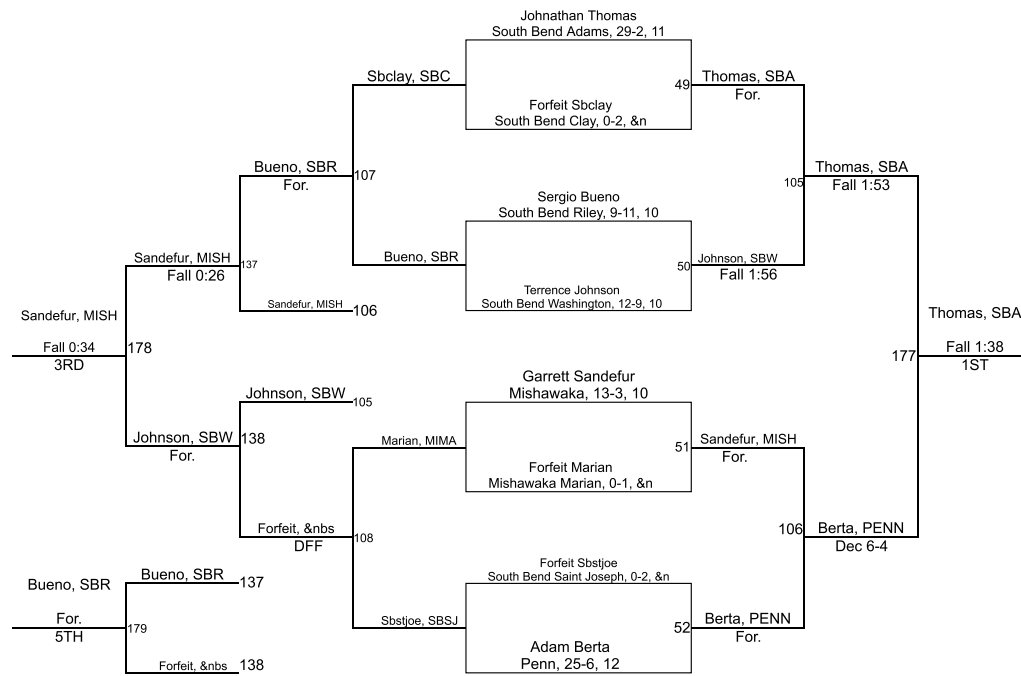 Johnathan Thomas
South Bend Adams, 29-2, 11
Sbclay, SBC
49
Thomas, SBA
For.
Forfeit Sbclay
South Bend Clay, 0-2, &n
Bueno, SBR
For.
107
105
Thomas, SBA
Fall 1:53
Sergio Bueno
South Bend Riley, 9-11, 10
Sandefur, MISH
Fall 0:26
137
Bueno, SBR
50
Johnson, SBW
Fall 1:56
Terrence Johnson
South Bend Washington, 12-9, 10
Sandefur, MISH
106
Sandefur, MISH
Fall 0:34
3RD
178
Thomas, SBA
177
Fall 1:38
1ST
Garrett Sandefur
Mishawaka, 13-3, 10
Johnson, SBW
105
Johnson, SBW
For.
138
Marian, MIMA
51
Sandefur, MISH
For.
Forfeit Marian
Mishawaka Marian, 0-1, &n
Forfeit, &nbs
DFF
108
106
Berta, PENN
Dec 6-4
Forfeit Sbstjoe
South Bend Saint Joseph, 0-2, &n
Bueno, SBR
Bueno, SBR
137
For.
5TH
179
Sbstjoe, SBSJ
52
Berta, PENN
For.
Adam Berta
Penn, 25-6, 12
Forfeit, &nbs
138